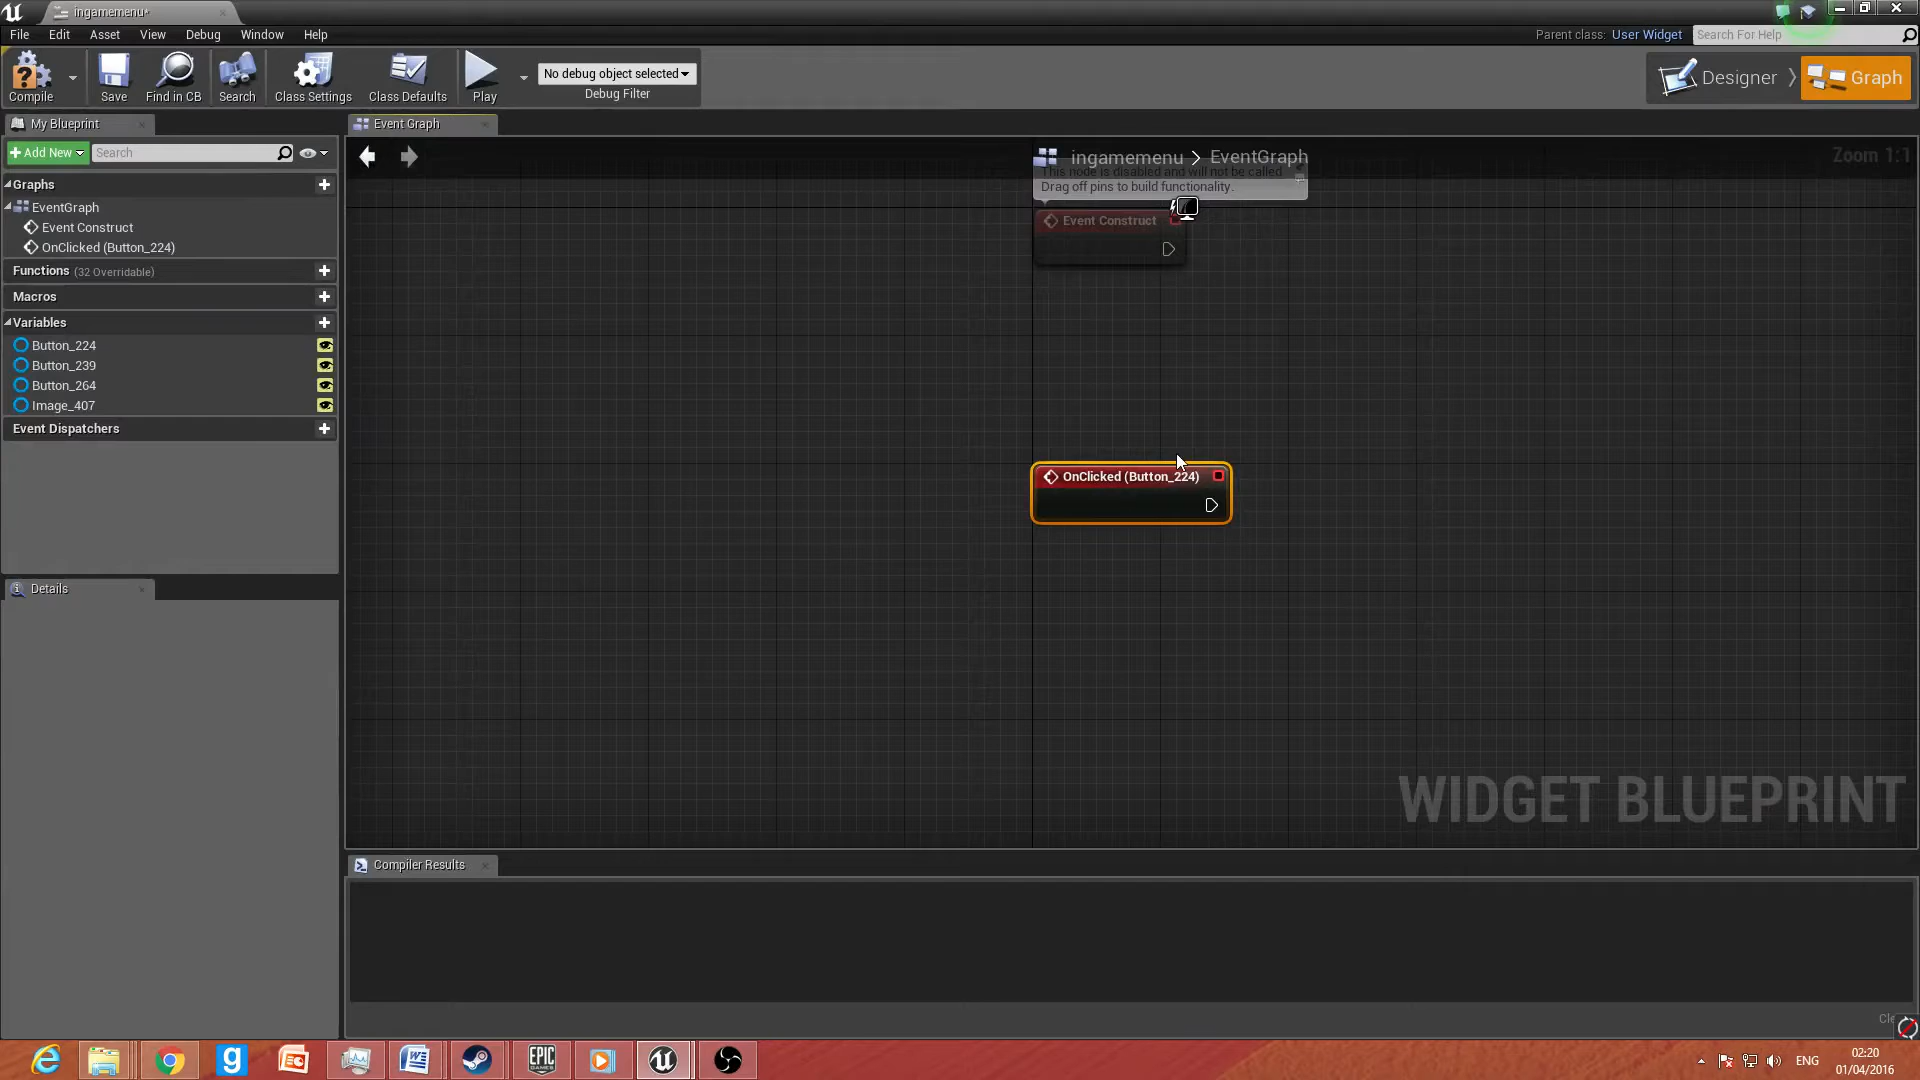 ingamemenu*
File Edit Asset View Debug Window Help
Parent class: User Widget Search For Help
Compile Save Find in CB Search Class Settings Class Defaults Play
No debug object selected
Debug Filter
Designer Graph
My Blueprint
Event Graph
Add New Search
ingamemenu > EventGraph
Zoom 1:1
This node is disabled and will not be called
Drag off pins to build functionality.
Graphs
EventGraph
Event Construct
OnClicked (Button_224)
Functions (32 Overridable)
Macros
Variables
Button_224
Button_239
Button_264
Image_407
Event Dispatchers
Event Construct
OnClicked (Button_224)
Details
WIDGET BLUEPRINT
Compiler Results
ENG
02:20
01/04/2016
EPIC
GAMES